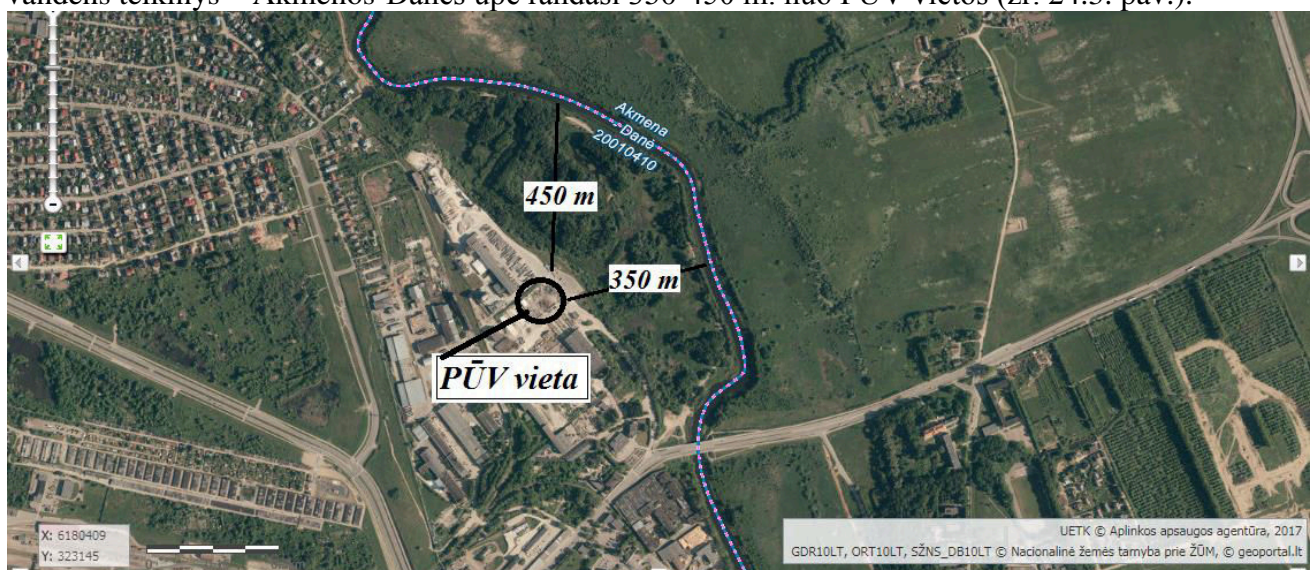 vandens telkinys – Akmenos-Danės upė randasi 350-450 m. nuo PŪV vietos (žr. 24.3. pav.).
Akmena
- Danė
20010410
450 m
350 m
PŪV vieta
X: 6180409
Y: 323145
UETK © Aplinkos apsaugos agentūra, 2017
GDR10LT, ORT10LT, SŽNS_DB10LT © Nacionalinė žemės tarnyba prie ŽŪM, © geoportal.lt